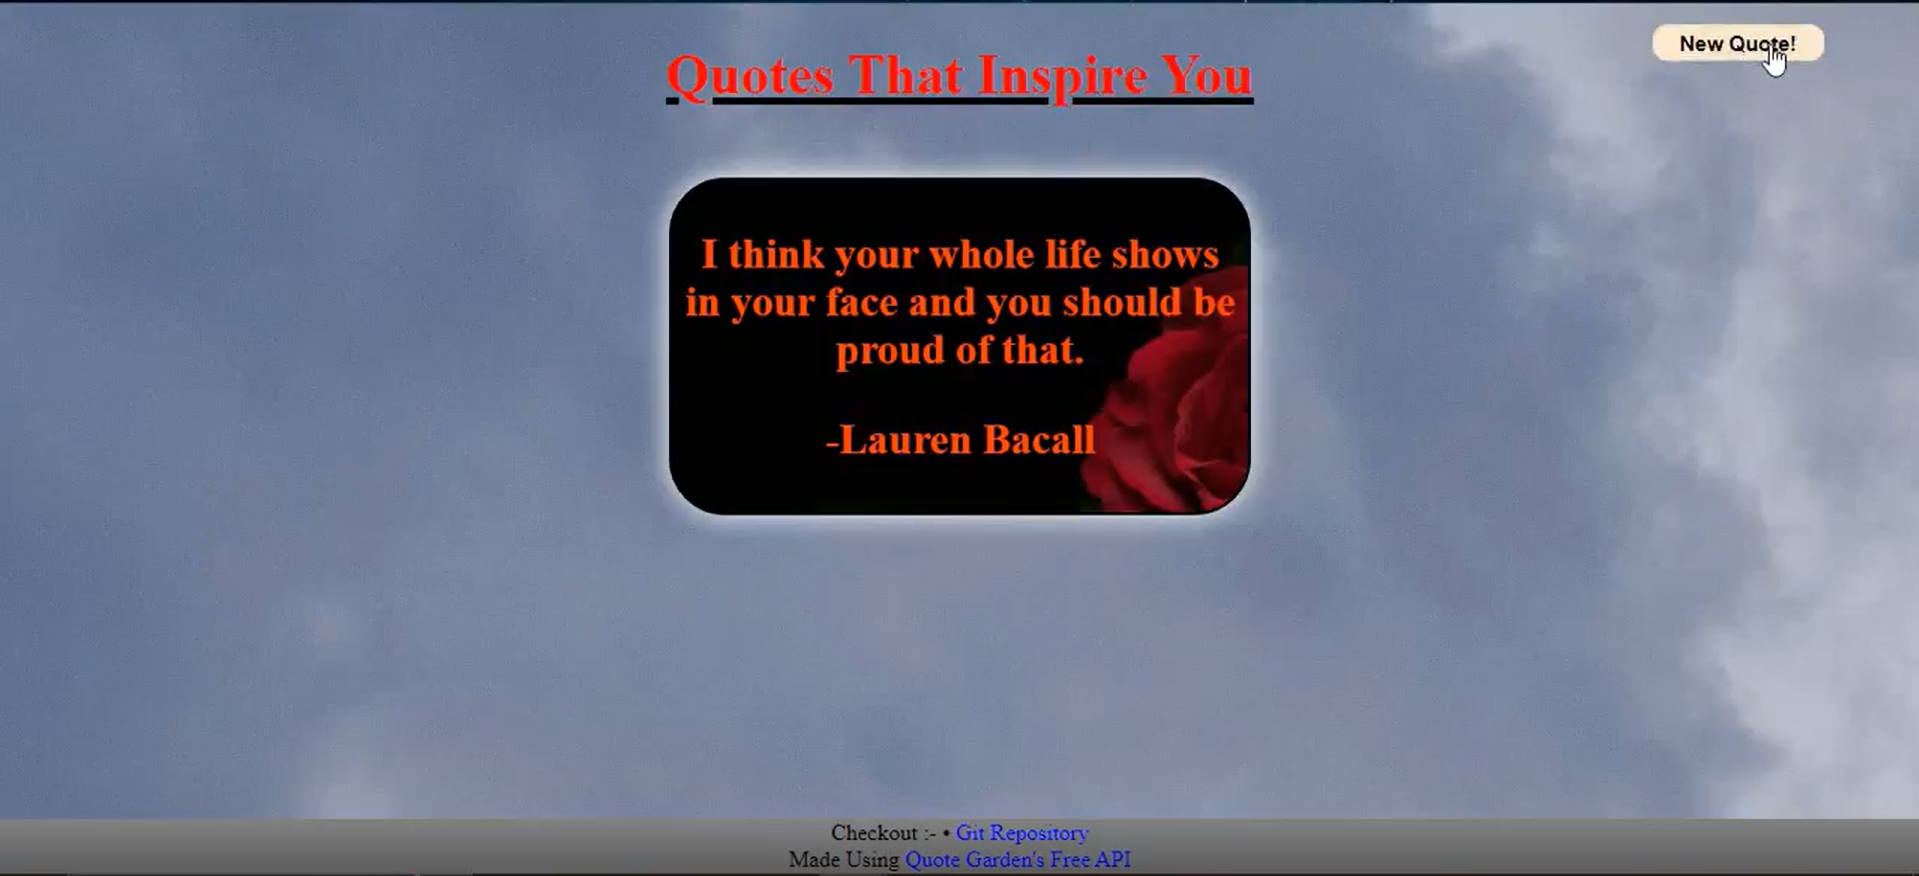 New Quote!
Quotes That Inspire You
I think your whole life shows
in your face and you should be
proud of that.
-Lauren Bacall
Checkout :- • Git Repository
Made Using Quote Garden's Free API